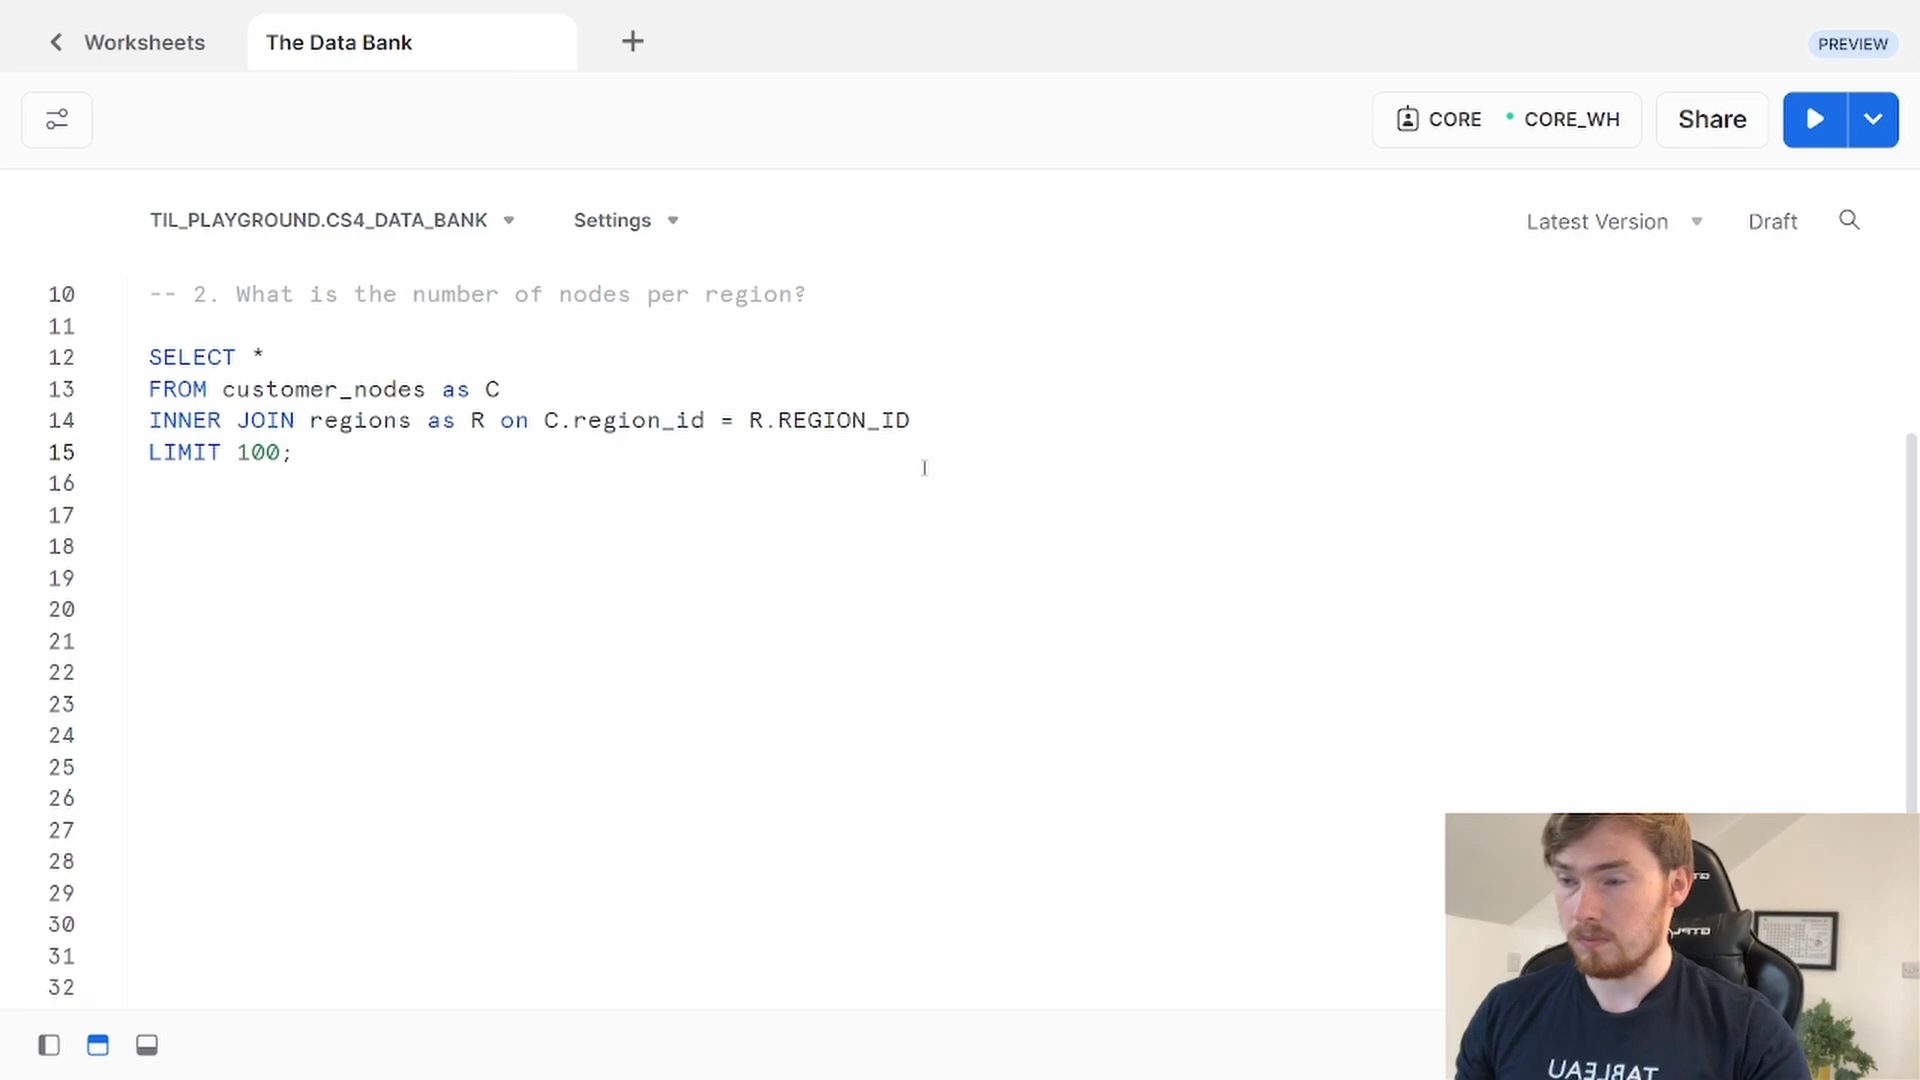 Worksheets
The Data Bank
PREVIEW
CORE
CORE_WH
Share
TIL_PLAYGROUND.CS4_DATA_BANK
Settings
Latest Version
Draft
10 -- 2. What is the number of nodes per region?
11
12 SELECT *
13 FROM customer_nodes as C
14 INNER JOIN regions as R on C.region_id = R.REGION_ID
15 LIMIT 100;
16
17
18
19
20
21
22
23
24
25
26
27
28
29
30
31
32
TABLEAU